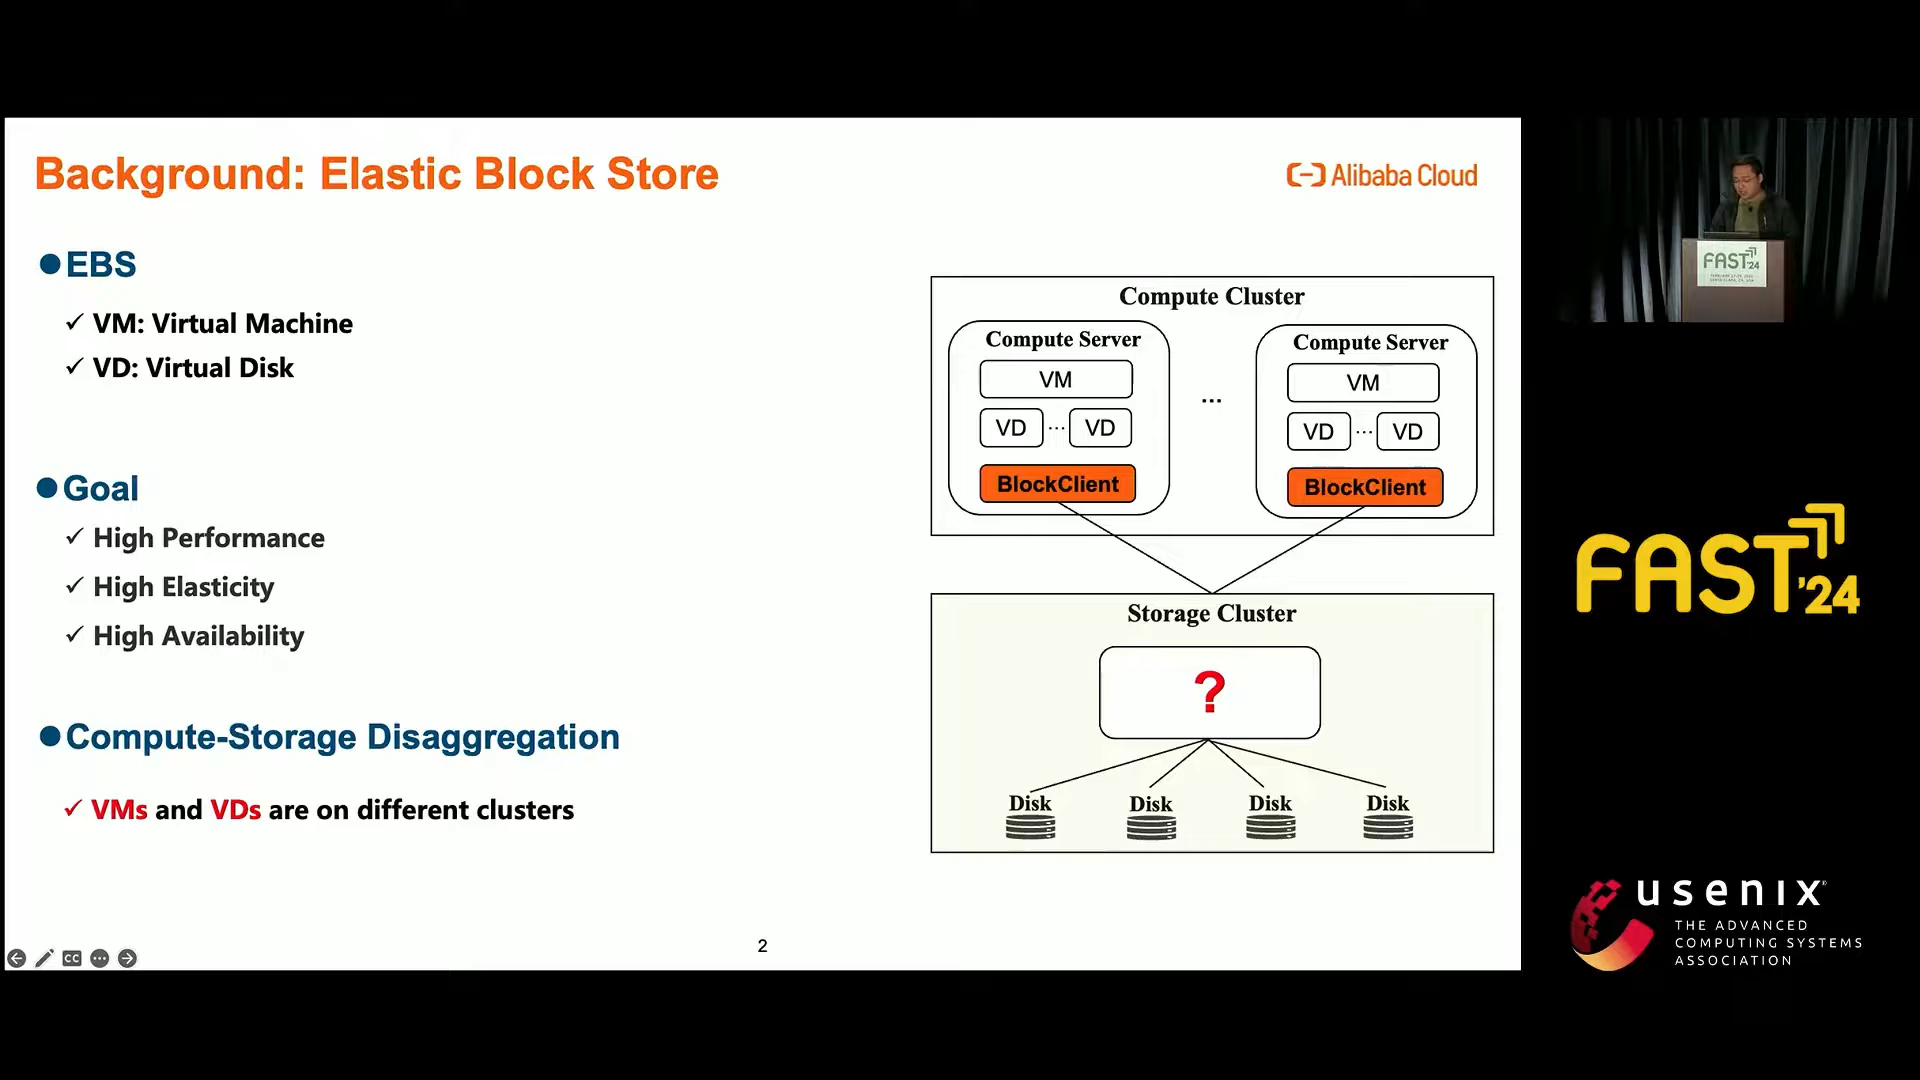 Background: Elastic Block Store
Alibaba Cloud
EBS
VM: Virtual Machine
VD: Virtual Disk
Goal
High Performance
High Elasticity
High Availability
Compute-Storage Disaggregation
VMs and VDs are on different clusters
Compute Cluster
Compute Server
VM
VD ... VD
BlockClient
...
Compute Server
VM
VD ... VD
BlockClient
Storage Cluster
?
Disk Disk Disk Disk
2
CC
FAST '24
FAST '24
usenix
THE ADVANCED
COMPUTING SYSTEMS
ASSOCIATION